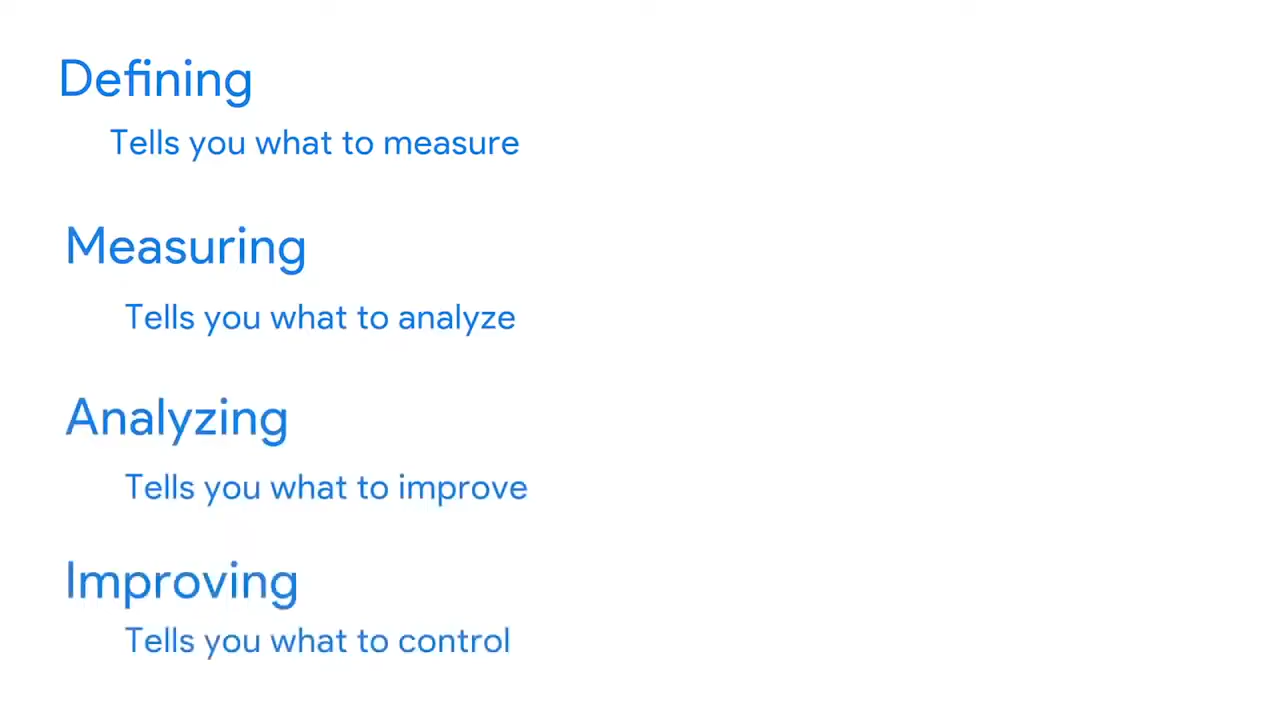 Defining
Tells you what to measure
Measuring
Tells you what to analyze
Analyzing
Tells you what to improve
Improving
Tells you what to control